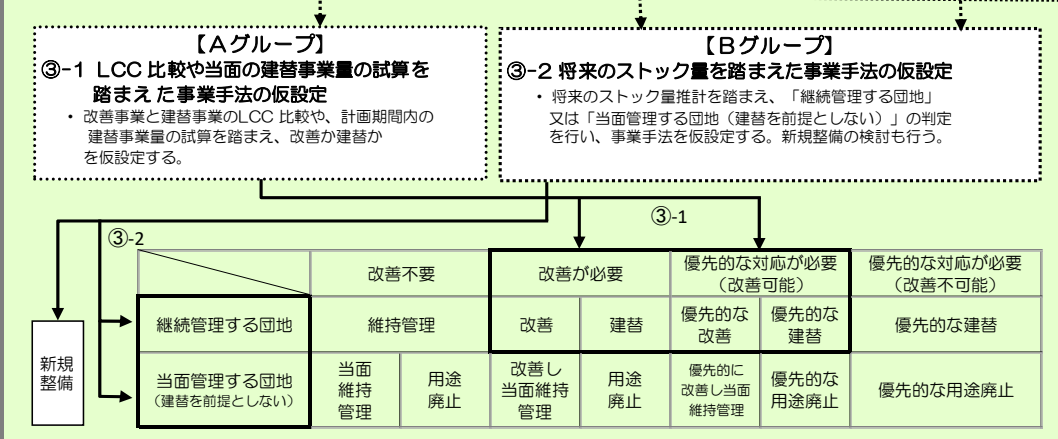 【Aグループ】
③-1 LCC 比較や当面の建替事業量の試算を
踏まえ た事業手法の仮設定
・ 改善事業と建替事業のLCC 比較や、計画期間内の
建替事業量の試算を踏まえ、改善か建替か
を仮設定する。
【Bグループ】
③-2 将来のストック量を踏まえた事業手法の仮設定
・ 将来のストック量推計を踏まえ、「継続管理する団地」
又は「当面管理する団地（建替を前提としない）」の判定
を行い、事業手法を仮設定する。新規整備の検討も行う。
③-1
③-2
改善不要
改善が必要
優先的な対応が必要
（改善可能）
優先的な対応が必要
（改善不可能）
継続管理する団地
維持管理
改善
建替
優先的な
改善
優先的な
建替
優先的な建替
新規
整備
当面管理する団地
（建替を前提としない）
当面
維持
管理
用途
廃止
改善し
当面維持
管理
用途
廃止
優先的に
改善し当面
維持管理
優先的な
用途廃止
優先的な用途廃止